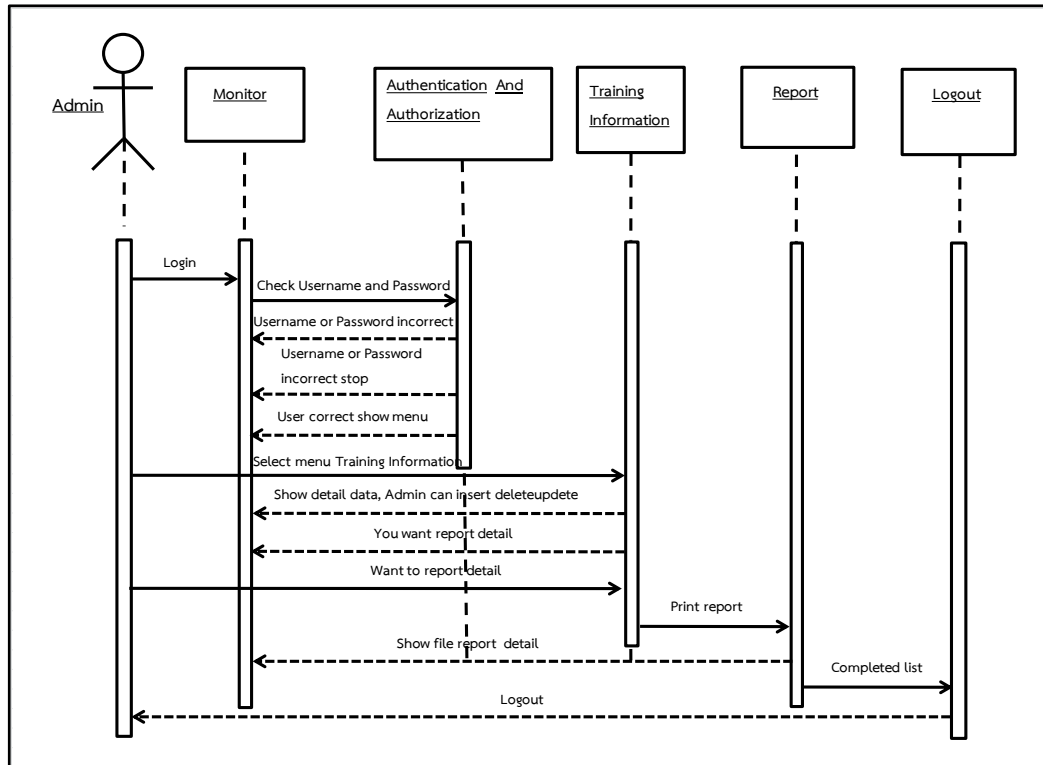 Admin
Monitor
Authentication And
Authorization
Training
Information
Report
Logout
Login
Check Username and Password
Username or Password incorrect
Username or Password
incorrect stop
User correct show menu
Select menu Training Information
Show detail data, Admin can insert deleteupdete
You want report detail
Want to report detail
Print report
Show file report detail
Completed list
Logout